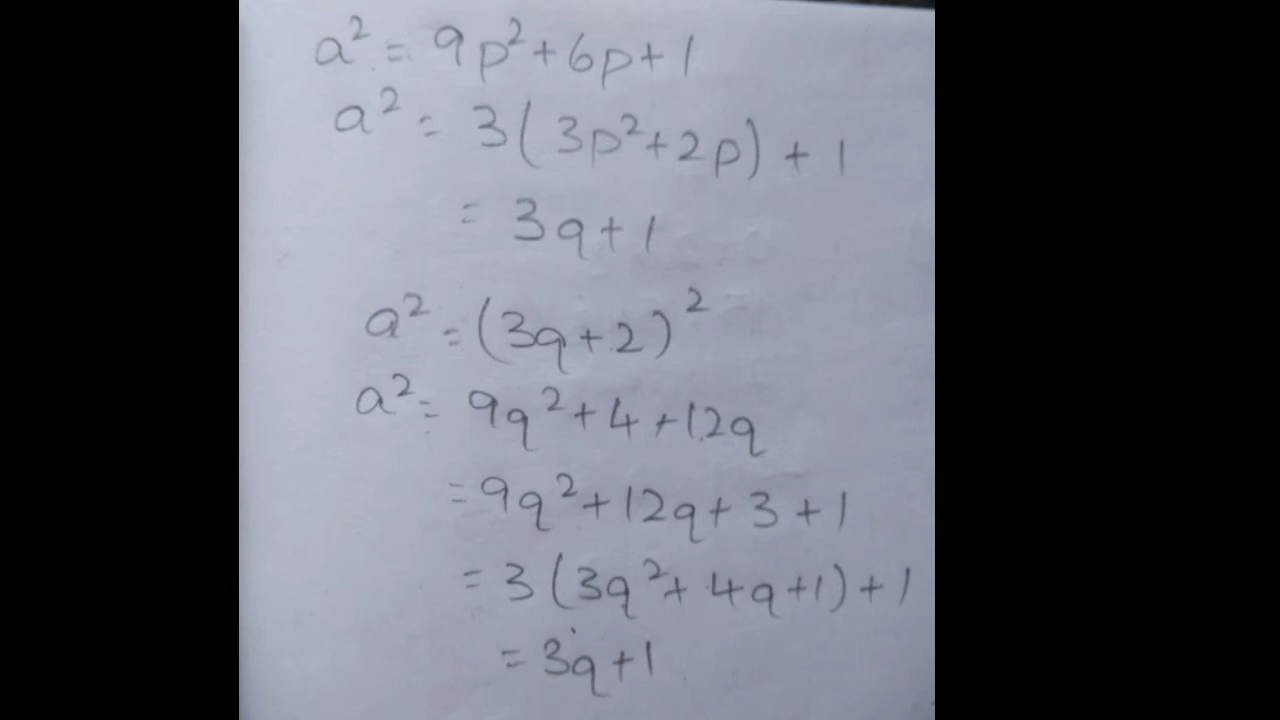 a² = 9p²+6p+1
a² = 3(3p²+2p)+1
= 3q+1
a² = (3q+2)²
a² = 9q²+4+12q
= 9q²+12q+3+1
= 3(3q²+4q+1)+1
= 3q+1